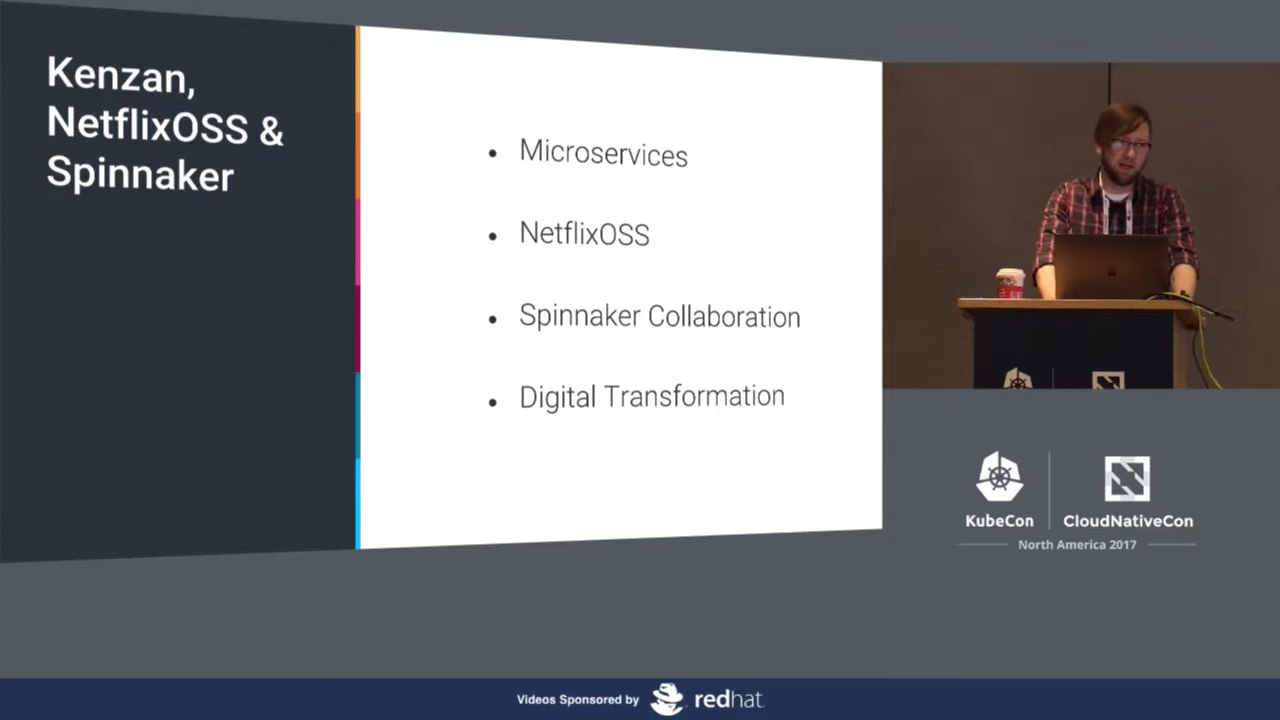 Kenzan,
NetflixOSS &
Spinnaker
• Microservices
• NetflixOSS
• Spinnaker Collaboration
• Digital Transformation
KubeCon
CloudNativeCon
North America 2017
Videos Sponsored by
redhat.